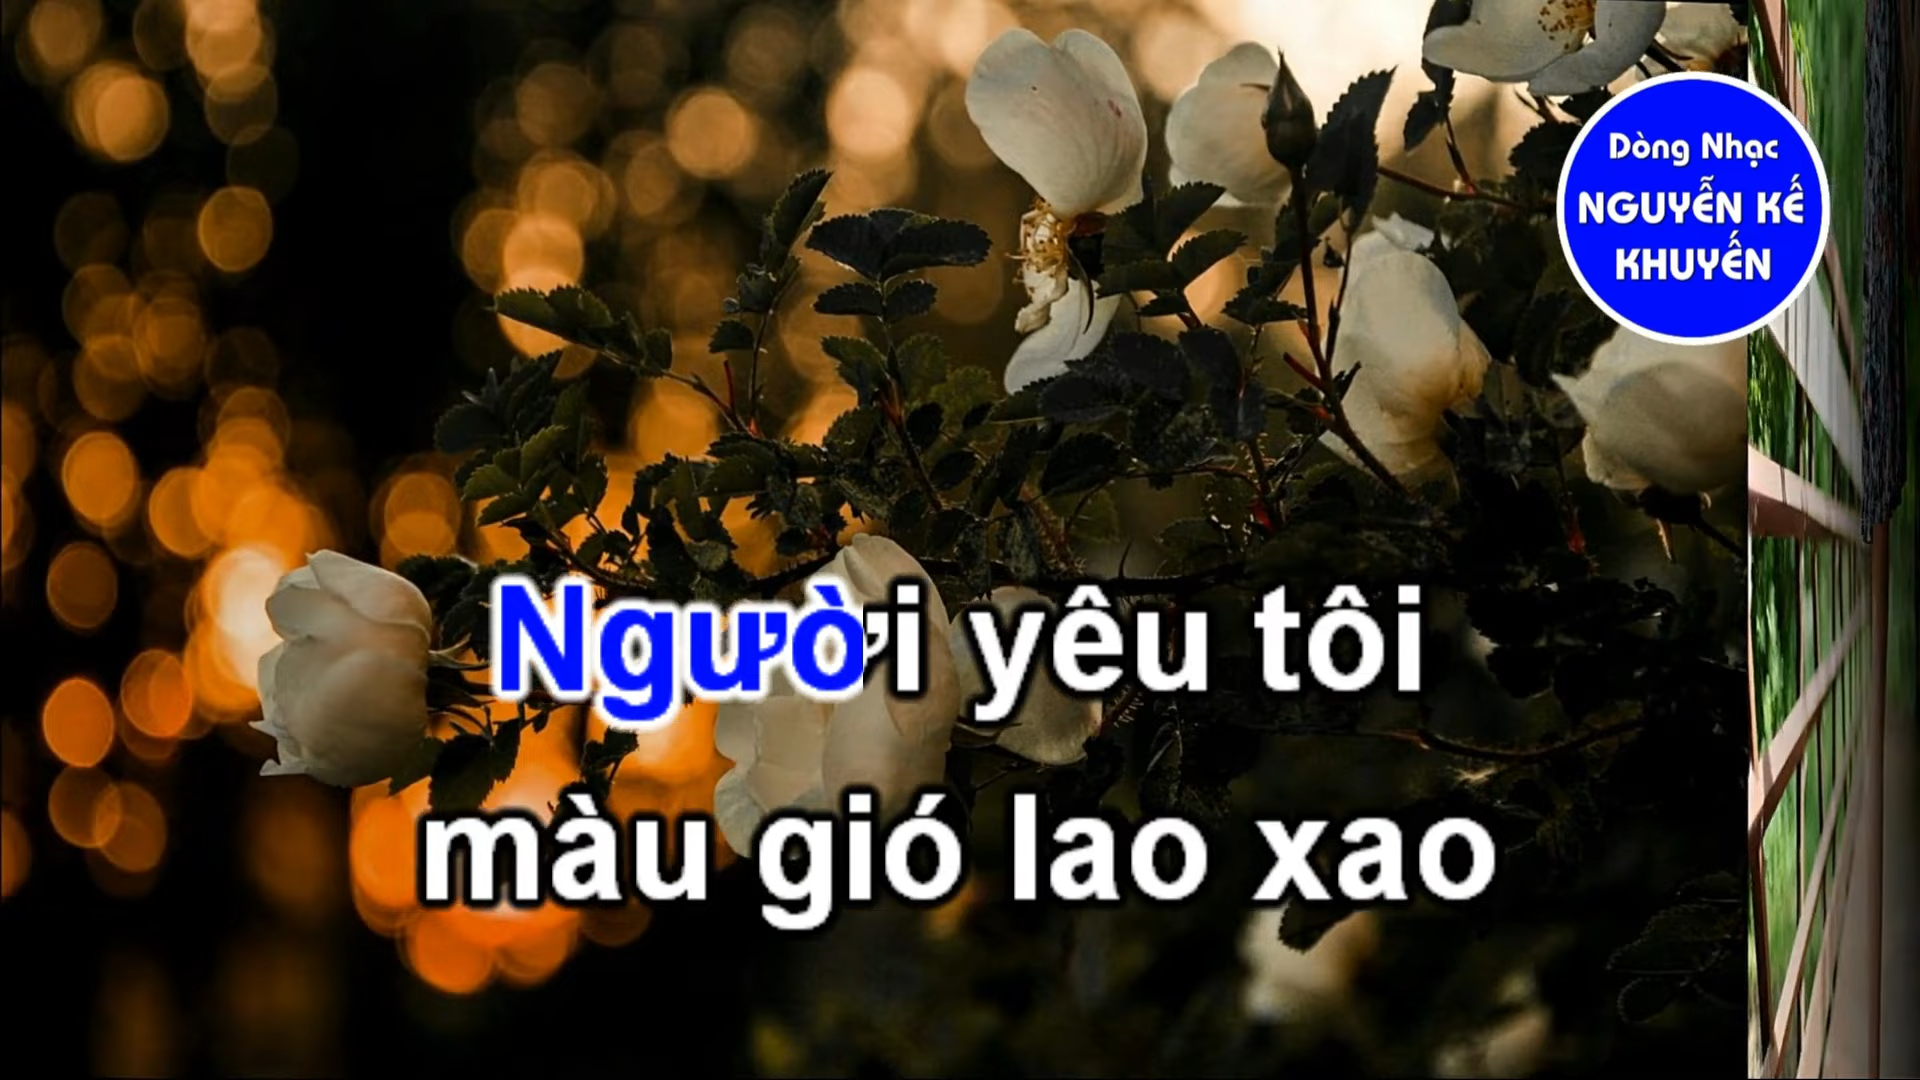 Dòng Nhạc
NGUYỄN KẾ
KHUYẾN
Người yêu tôi
màu gió lao xao